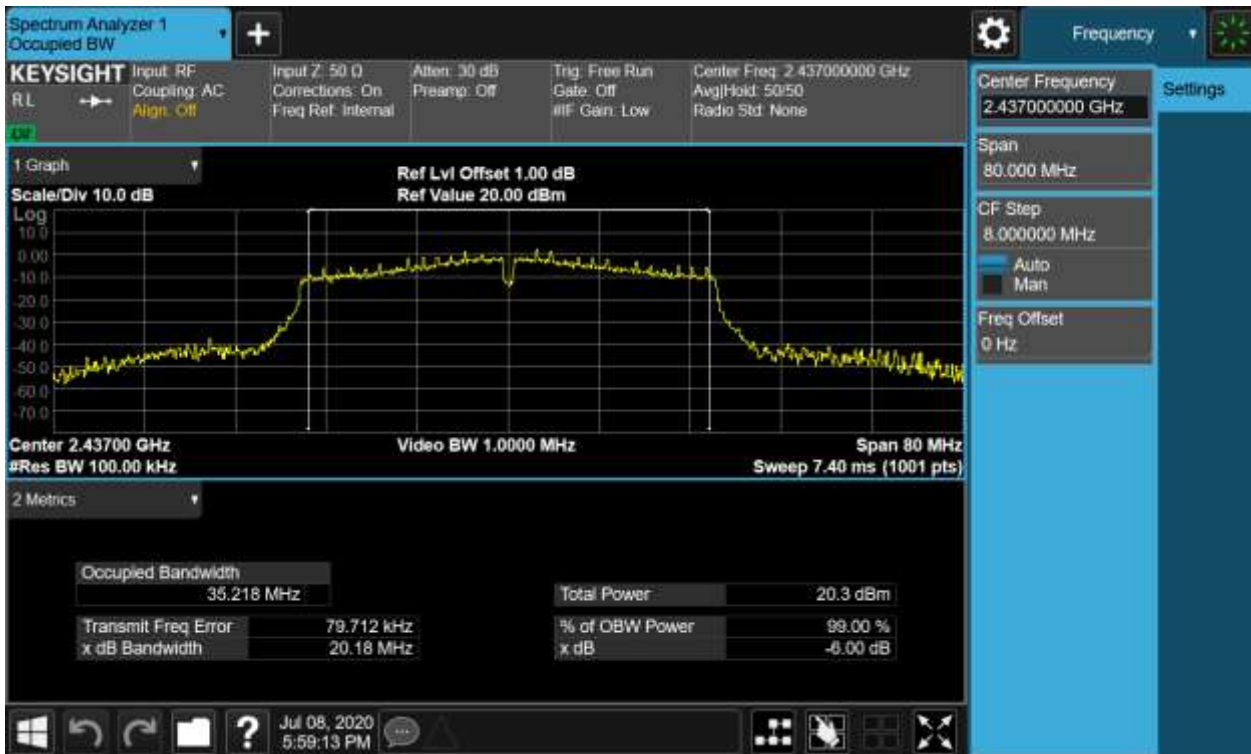 Spectrum Analyzer 1
Occupied BW
+
Frequency
KEYSIGHT
RL
Input: RF
Coupling: AC
Align: Off
Input Z: 50 Ω
Corrections: On
Freq Ref: Internal
Atten: 30 dB
Preamp: Off
Trig: Free Run
Gate: Off
#IF Gain: Low
Center Freq: 2.437000000 GHz
Avg|Hold: 50/50
Radio Std: None
Center Frequency
2.437000000 GHz
Settings
Span
80.000 MHz
CF Step
8.000000 MHz
Auto
Man
Freq Offset
0 Hz
1 Graph
Scale/Div 10.0 dB
Ref Lvl Offset 1.00 dB
Ref Value 20.00 dBm
Log
10.0
0.00
-10.0
-20.0
-30.0
-40.0
-50.0
-60.0
-70.0
Center 2.43700 GHz
#Res BW 100.00 kHz
Video BW 1.0000 MHz
Span 80 MHz
Sweep 7.40 ms (1001 pts)
2 Metrics
Occupied Bandwidth
35.218 MHz
Transmit Freq Error 79.712 kHz
x dB Bandwidth 20.18 MHz
Total Power 20.3 dBm
% of OBW Power 99.00 %
x dB -6.00 dB
?
Jul 08, 2020
5:59:13 PM